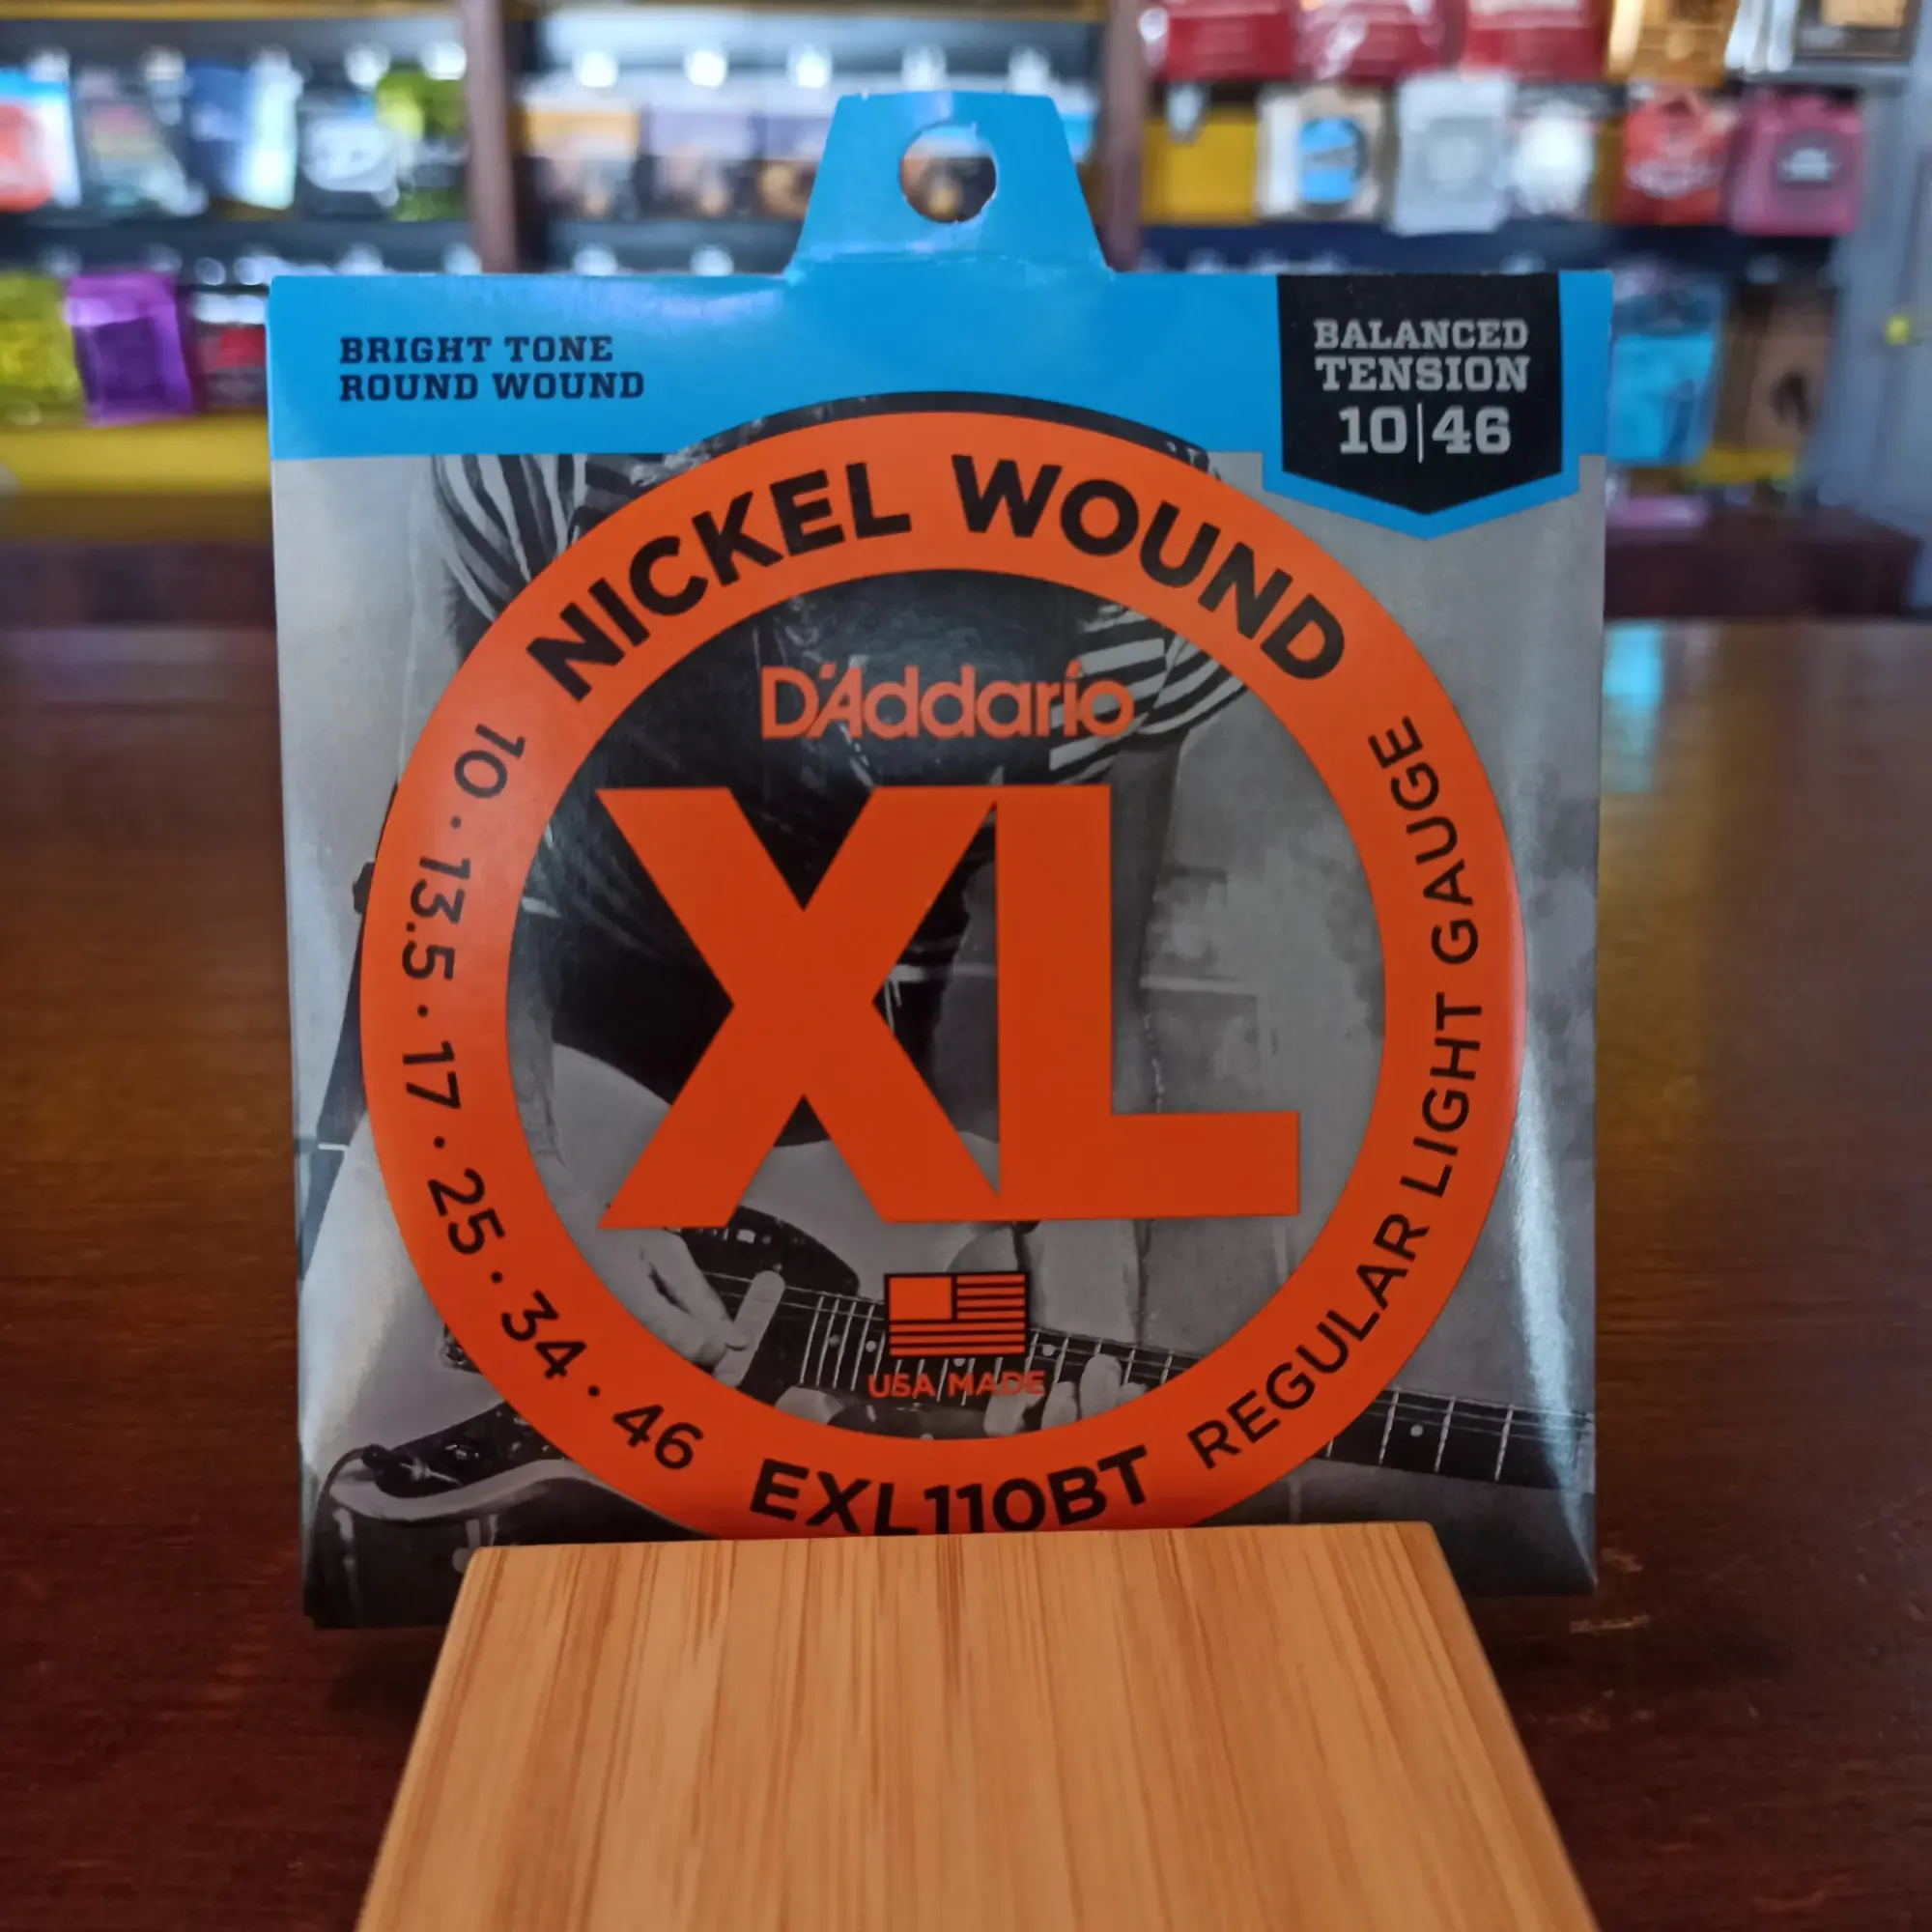 BRIGHT TONE
ROUND WOUND
BALANCED
TENSION
10|46
NICKEL WOUND
D'Addario
XL
USA MADE
10 · 13.5 · 17 · 25 · 34 · 46
EXL110BT
REGULAR LIGHT GAUGE